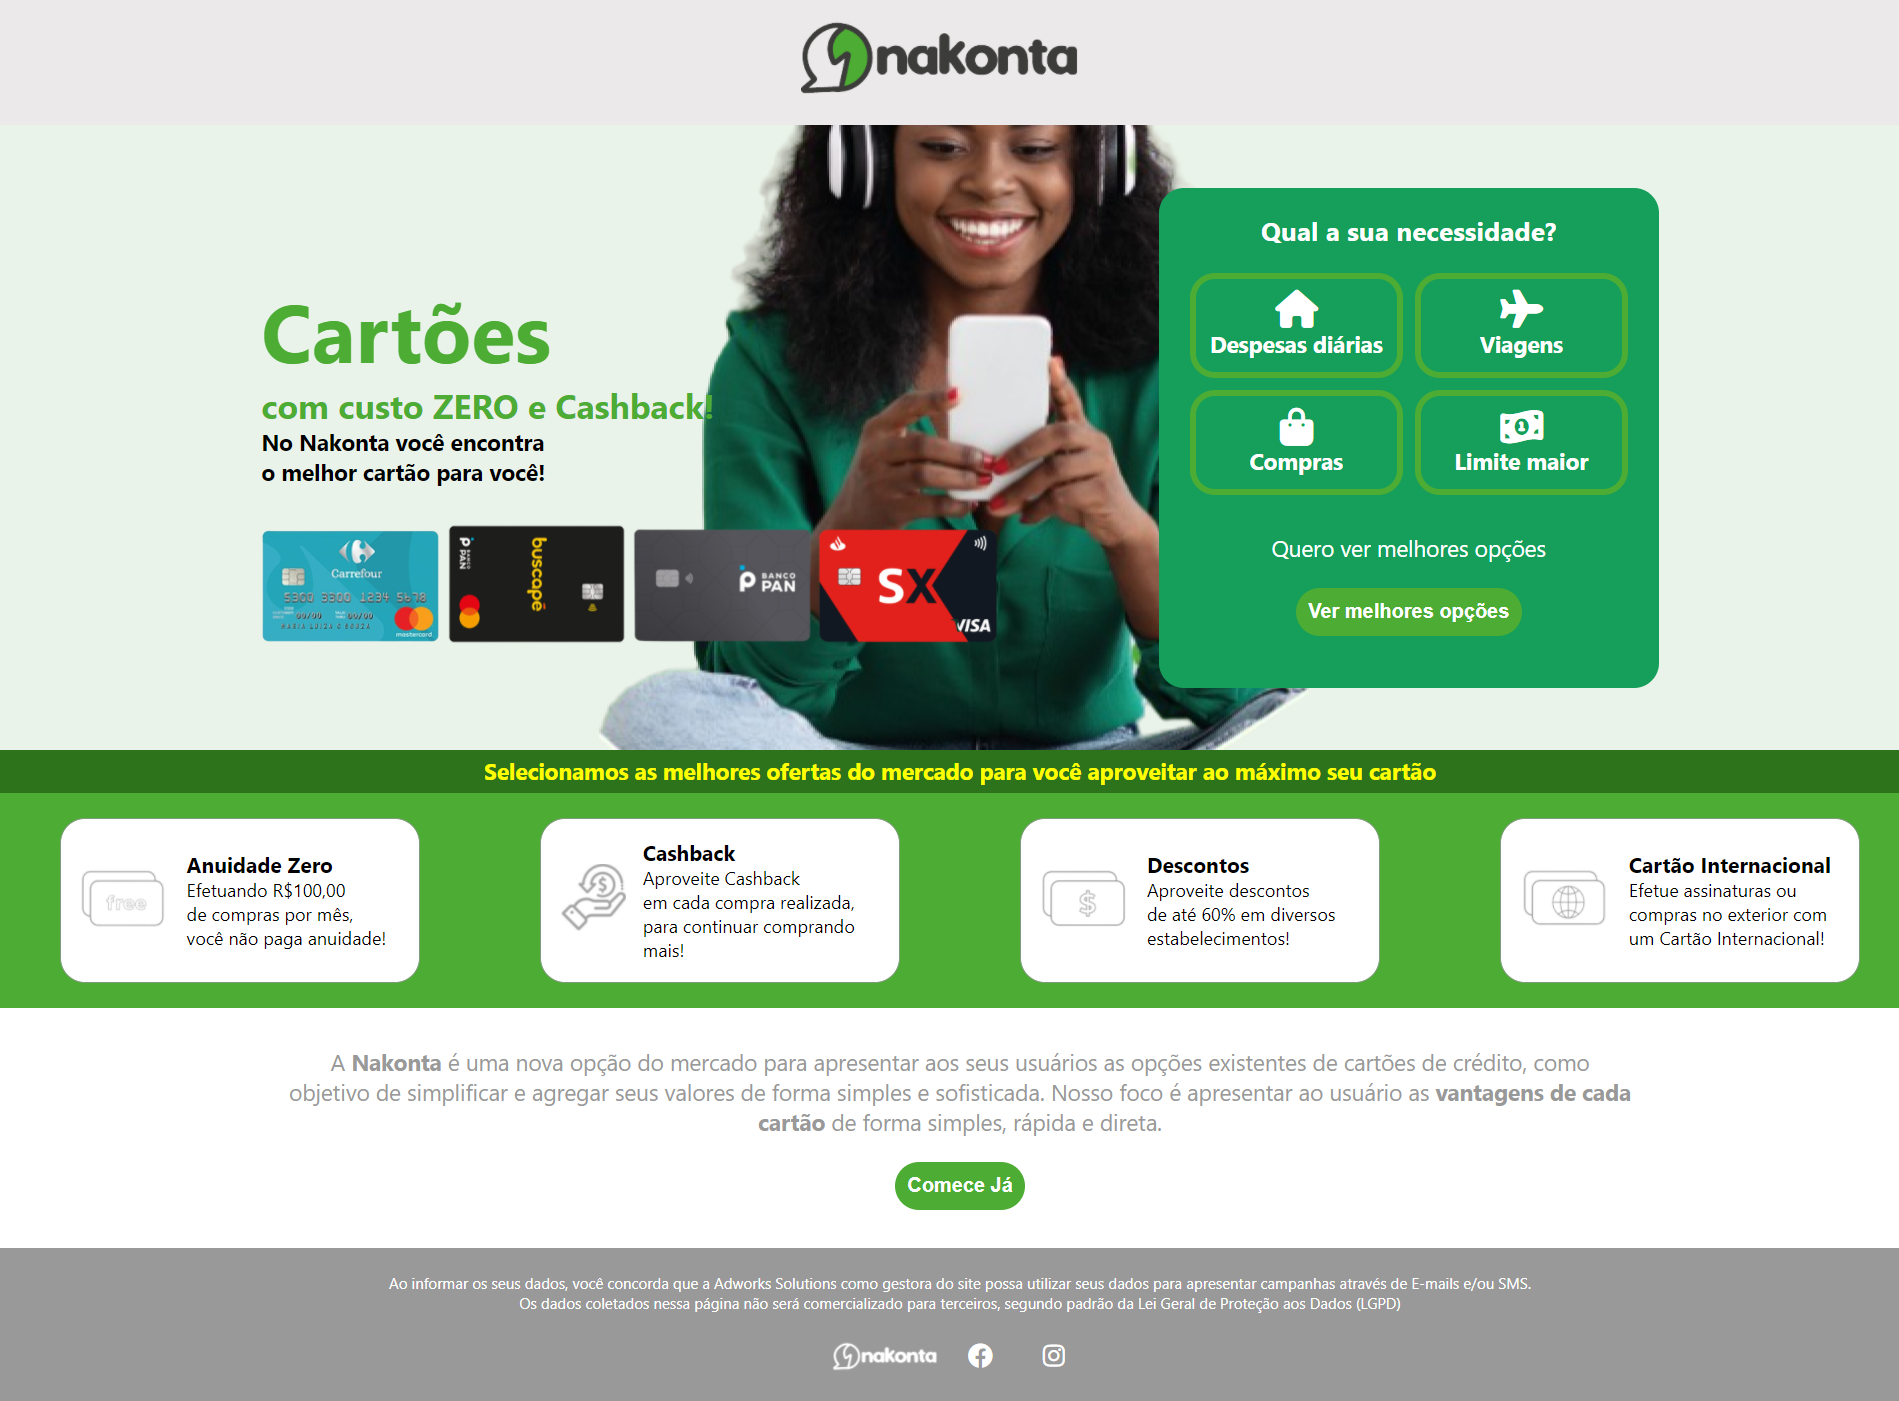 nakonta
Cartões
com custo ZERO e Cashback!
No Nakonta você encontra
o melhor cartão para você!
Carrefour
5300 3300 1234 5678
mastercard
BANCO
PAN
buscapé
BANCO
PAN
SX
VISA
Qual a sua necessidade?
Despesas diárias
Viagens
Compras
Limite maior
Quero ver melhores opções
Ver melhores opções
Selecionamos as melhores ofertas do mercado para você aproveitar ao máximo seu cartão
free
Anuidade Zero
Efetuando R$100,00
de compras por mês,
você não paga anuidade!
Cashback
Aproveite Cashback
em cada compra realizada,
para continuar comprando
mais!
Descontos
Aproveite descontos
de até 60% em diversos
estabelecimentos!
Cartão Internacional
Efetue assinaturas ou
compras no exterior com
um Cartão Internacional!
A Nakonta é uma nova opção do mercado para apresentar aos seus usuários as opções existentes de cartões de crédito, como
objetivo de simplificar e agregar seus valores de forma simples e sofisticada. Nosso foco é apresentar ao usuário as vantagens de cada
cartão de forma simples, rápida e direta.
Comece Já
Ao informar os seus dados, você concorda que a Adworks Solutions como gestora do site possa utilizar seus dados para apresentar campanhas através de E-mails e/ou SMS.
Os dados coletados nessa página não será comercializado para terceiros, segundo padrão da Lei Geral de Proteção aos Dados (LGPD)
nakonta